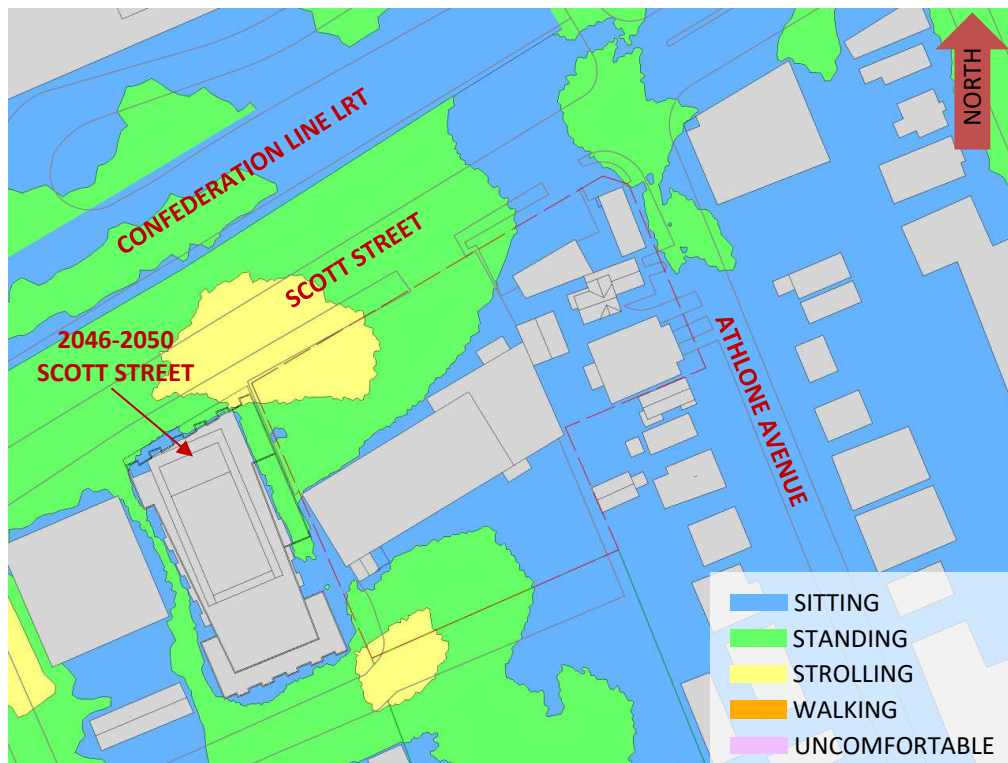 NORTH
CONFEDERATION LINE LRT
SCOTT STREET
2046-2050
SCOTT STREET
ATHLONE AVENUE
SITTING
STANDING
STROLLING
WALKING
UNCOMFORTABLE